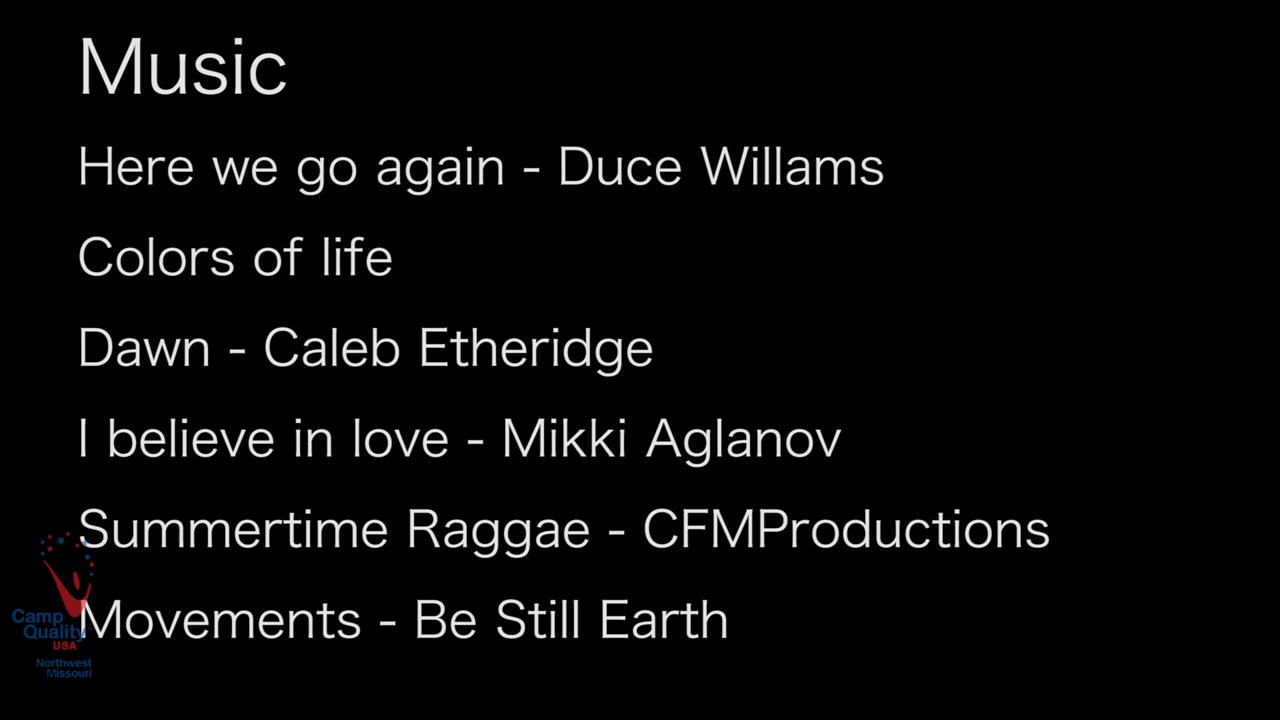 Music
Here we go again - Duce Willams
Colors of life
Dawn - Caleb Etheridge
I believe in love - Mikki Aglanov
Summertime Raggae - CFMProductions
Movements - Be Still Earth
Camp
Quality
USA
Northwest
Missouri